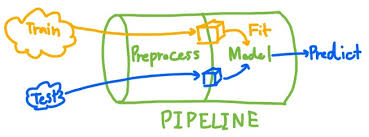 Train
Fit
Preprocess
Model
Predict
Test
PIPELINE